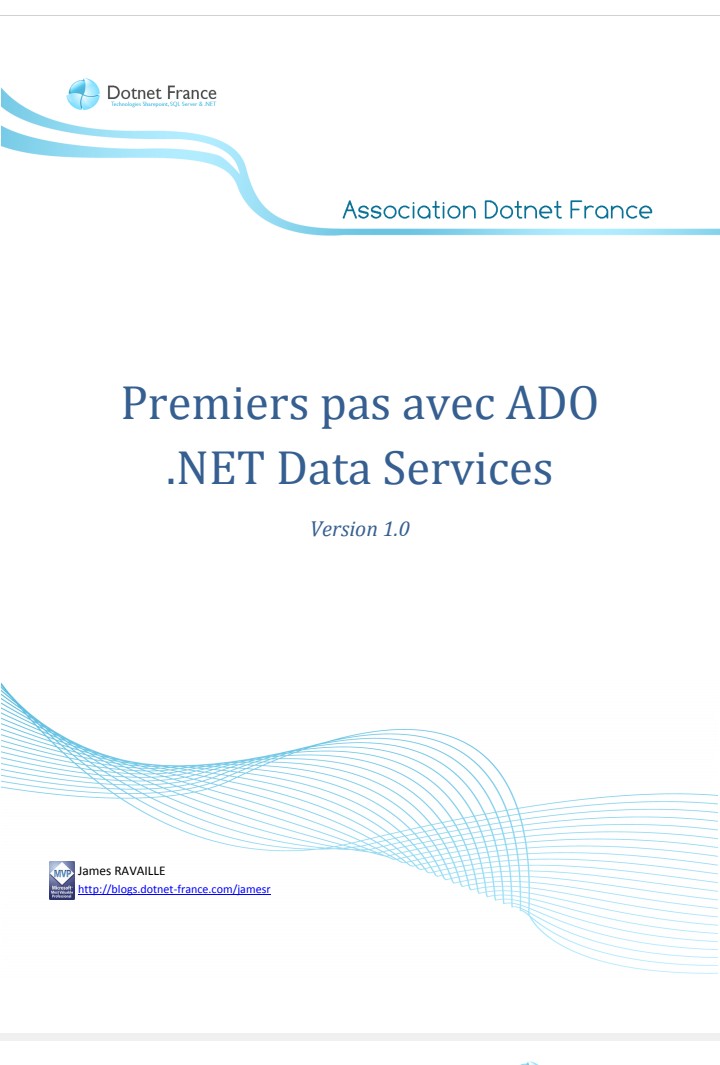 Dotnet France
Technologies Sharepoint, SQL Server & .NET
Association Dotnet France
Premiers pas avec ADO
.NET Data Services
Version 1.0
MVP
Microsoft
Most Valuable
Professional
James RAVAILLE
http://blogs.dotnet-france.com/jamesr